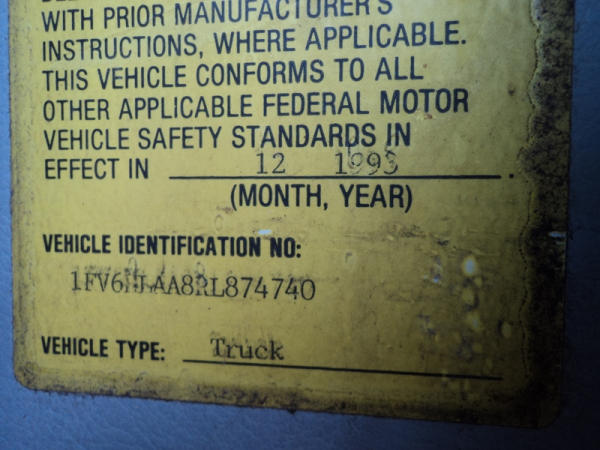 WITH PRIOR MANUFACTURER'S
INSTRUCTIONS, WHERE APPLICABLE.
THIS VEHICLE CONFORMS TO ALL
OTHER APPLICABLE FEDERAL MOTOR
VEHICLE SAFETY STANDARDS IN
EFFECT IN 12 1993.
(MONTH, YEAR)
VEHICLE IDENTIFICATION NO:
1FV6HLAA8RL874740
VEHICLE TYPE: Truck